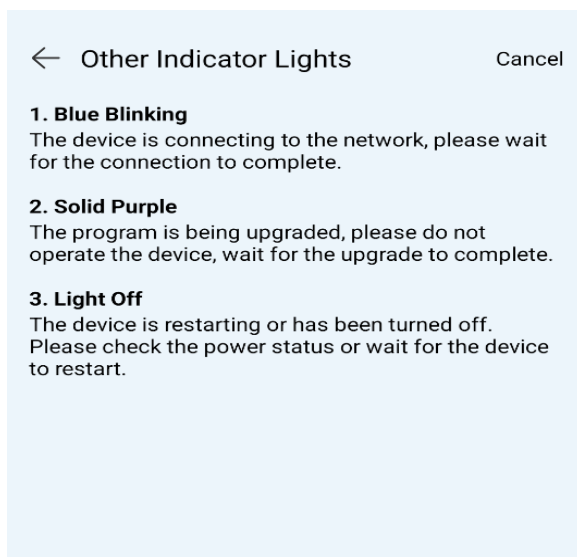 Other Indicator Lights
Cancel
1. Blue Blinking
The device is connecting to the network, please wait
for the connection to complete.
2. Solid Purple
The program is being upgraded, please do not
operate the device, wait for the upgrade to complete.
3. Light Off
The device is restarting or has been turned off.
Please check the power status or wait for the device
to restart.